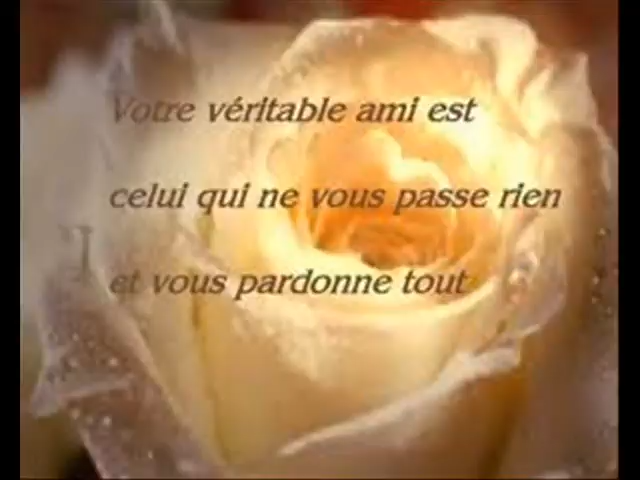 Votre véritable ami est
celui qui ne vous passe rien
et vous pardonne tout